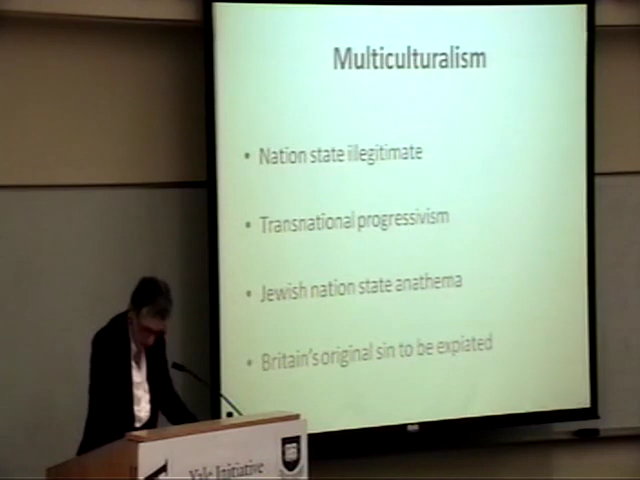 Multiculturalism
• Nation state illegitimate
• Transnational progressivism
• Jewish nation state anathema
• Britain's original sin to be expiated
Yale Initiative